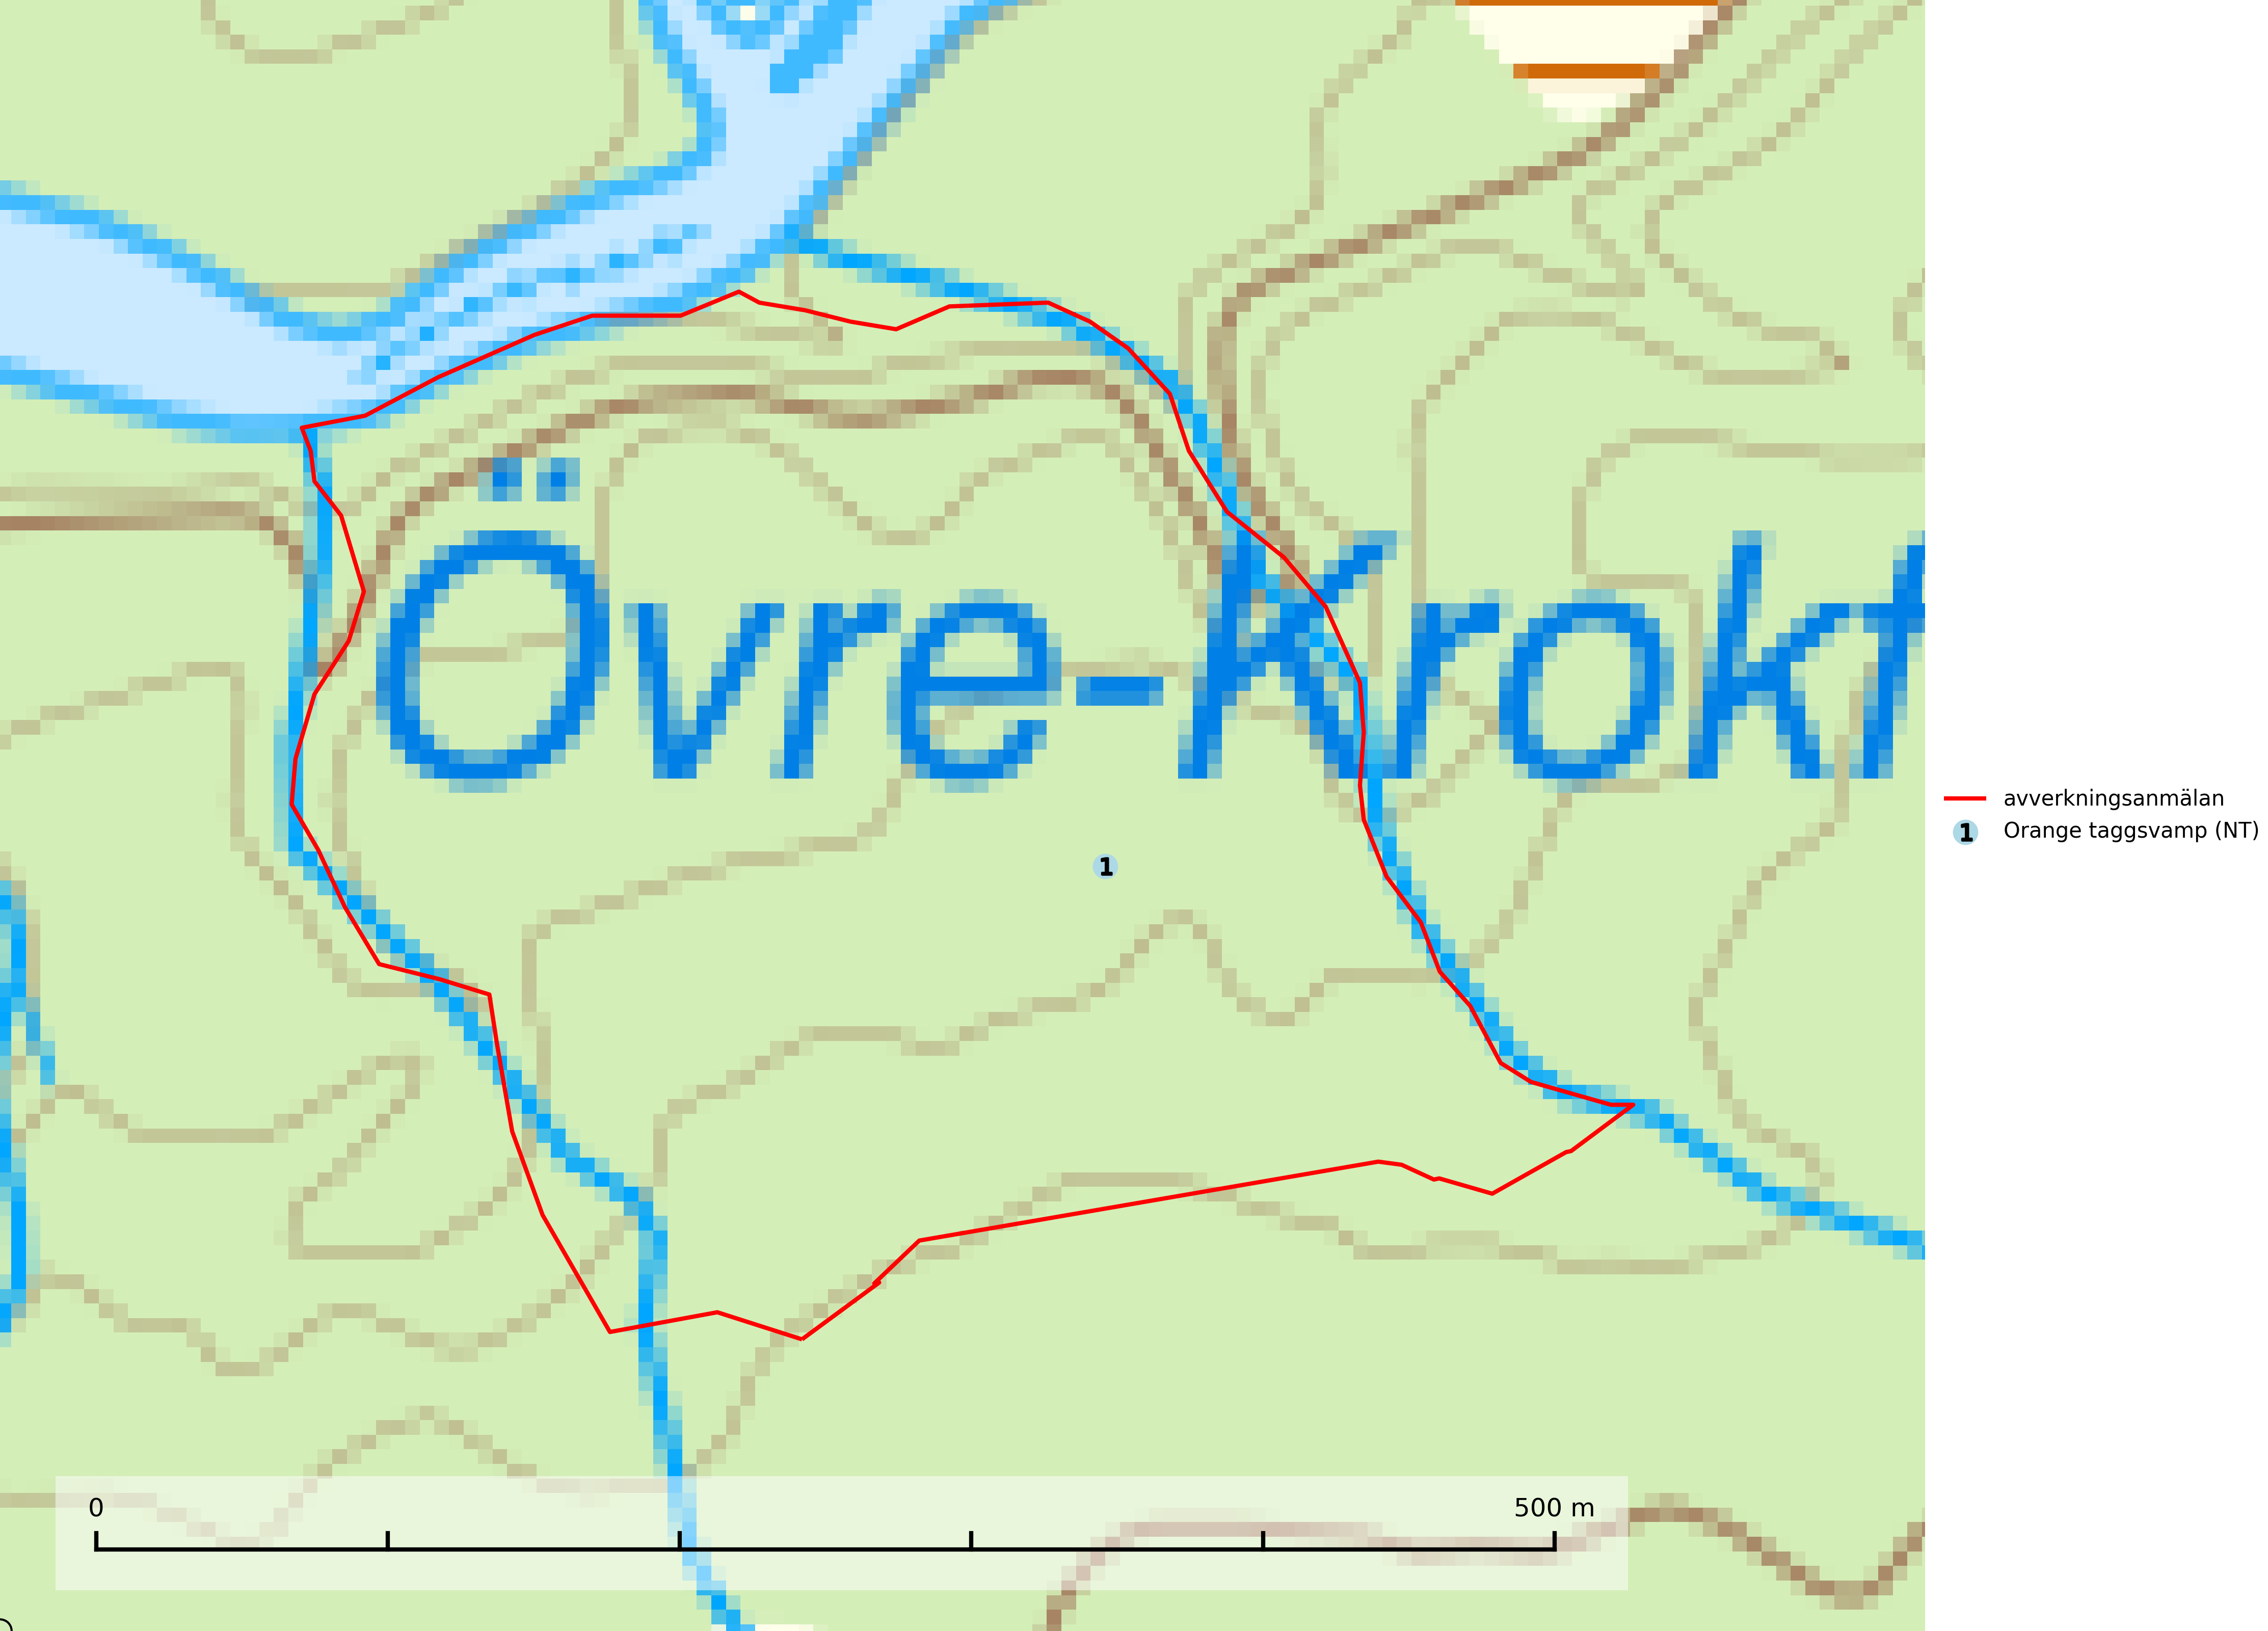 Övre-Krokt
avverkningsanmälan
1 Orange taggsvamp (NT)
1
0 500 m